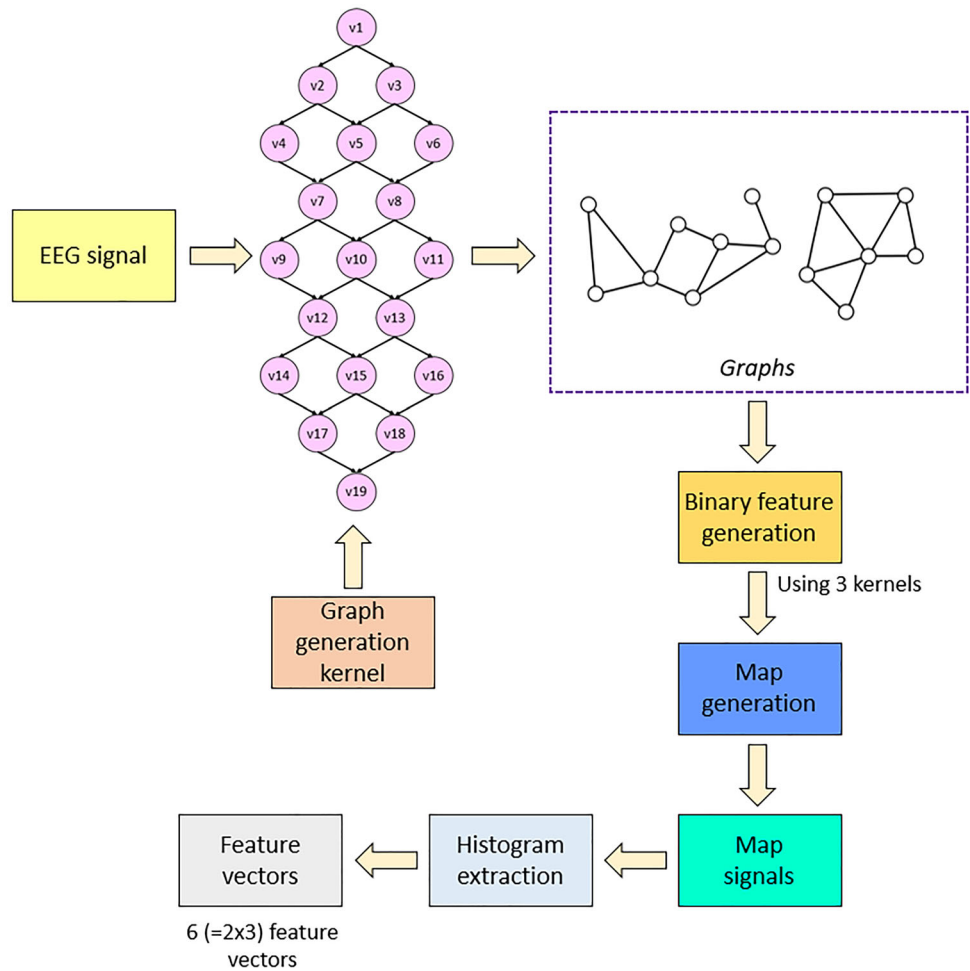 v1
v2
v3
v4
v5
v6
v7
v8
EEG signal
v9
v10
v11
v12
v13
v14
v15
v16
v17
v18
v19
Graph
generation
kernel
Graphs
Binary feature
generation
Using 3 kernels
Map
generation
Map
signals
Histogram
extraction
Feature
vectors
6 (=2x3) feature
vectors